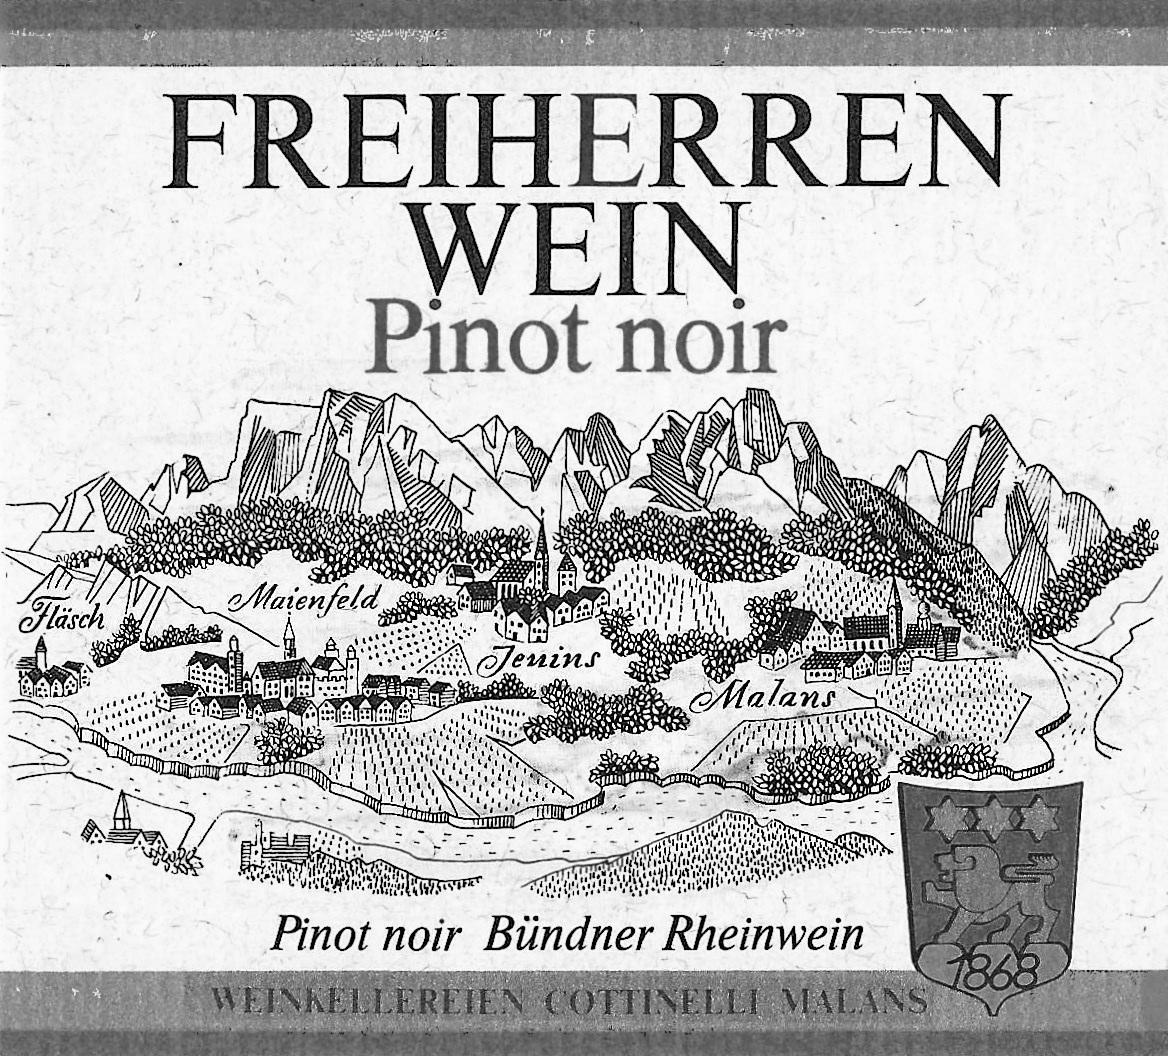 FREIHERREN
WEIN
Pinot noir
Fläsch
Maienfeld
Jenins
Malans
Pinot noir Bündner Rheinwein
1868
WEINKELLEREIEN COTTINELLI MALANS